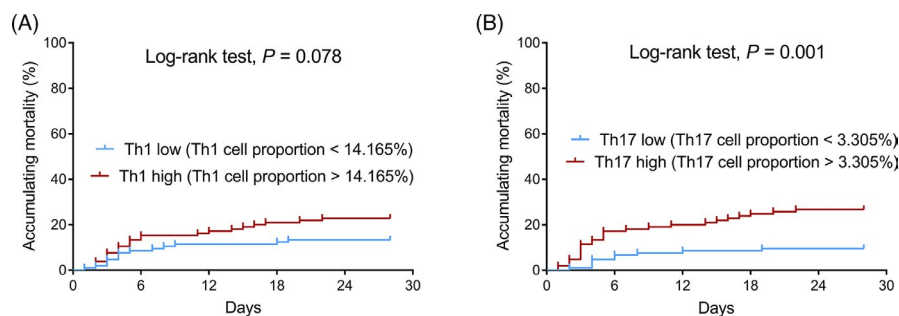 (A)
Log-rank test, P = 0.078
Accumulating mortality (%)
100
80
60
40
20
0
Th1 low (Th1 cell proportion < 14.165%)
Th1 high (Th1 cell proportion > 14.165%)
0 6 12 18 24 30
Days
(B)
Log-rank test, P = 0.001
Accumulating mortality (%)
100
80
60
40
20
0
Th17 low (Th17 cell proportion < 3.305%)
Th17 high (Th17 cell proportion > 3.305%)
0 6 12 18 24 30
Days